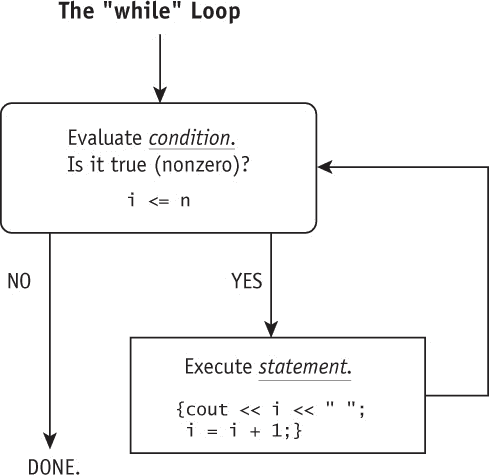 The "while" Loop
Evaluate condition.
Is it true (nonzero)?
i <= n
NO
YES
Execute statement.
{cout << i << " ";
i = i + 1;}
DONE.